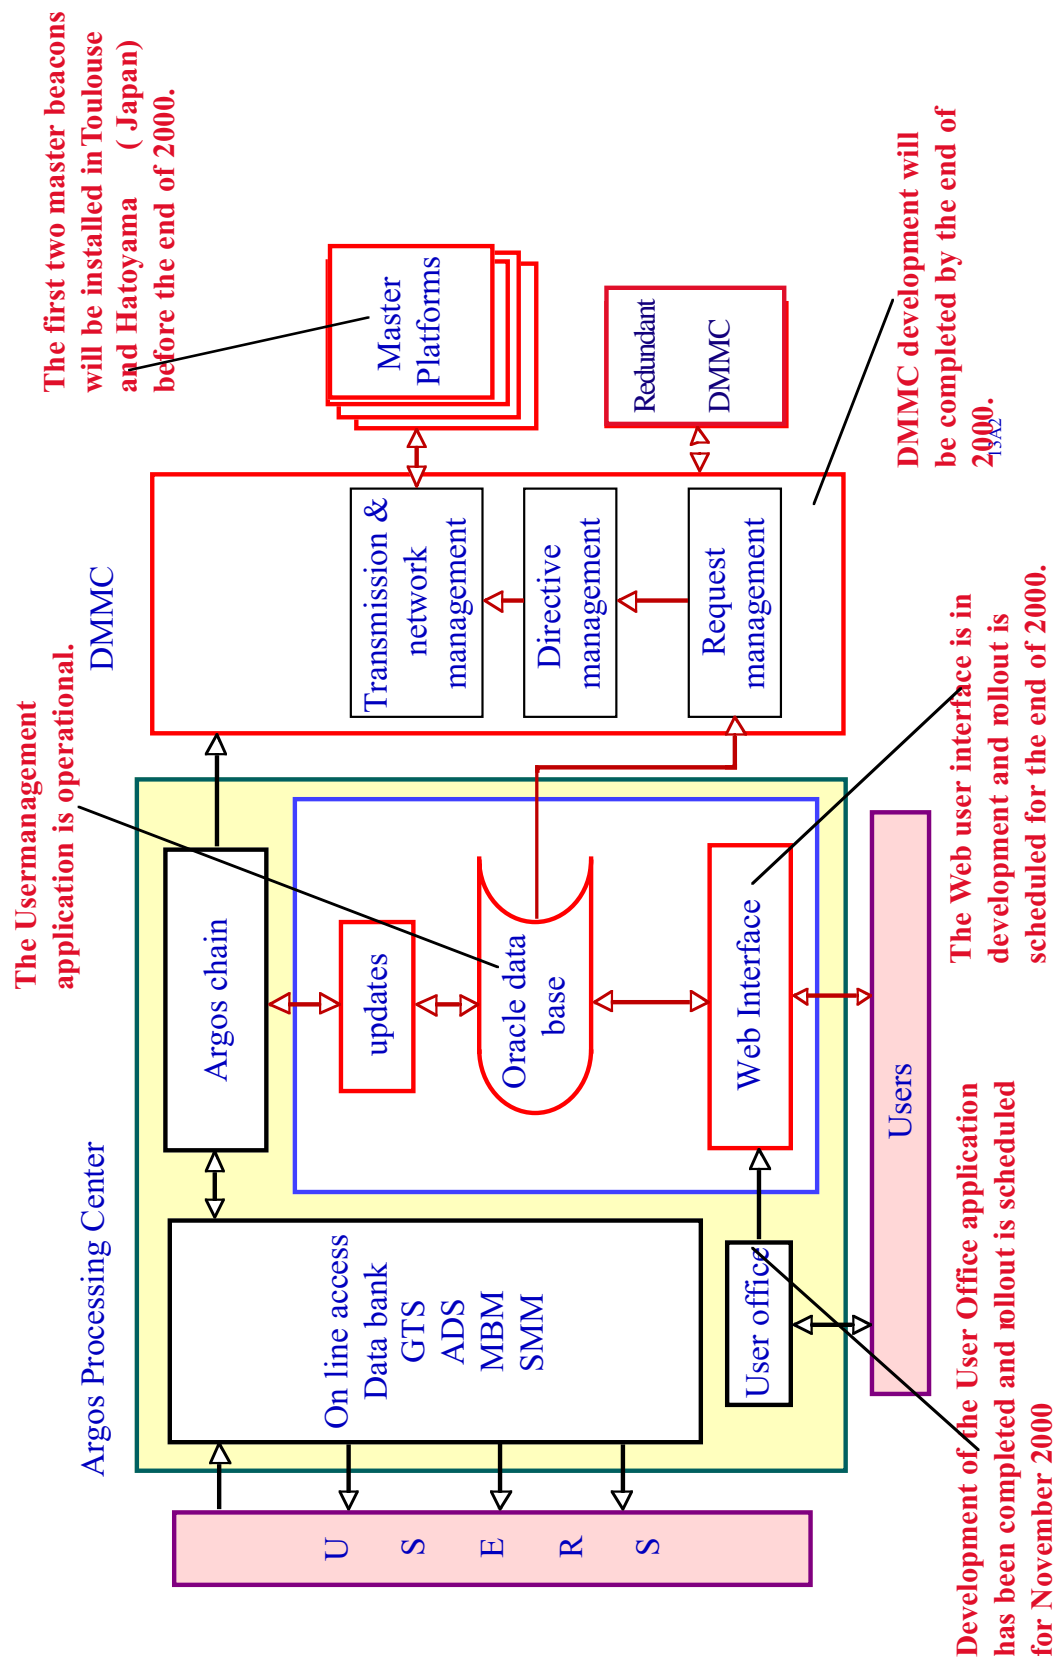 The Usermanagement
application is operational.
The first two master beacons
will be installed in Toulouse
and Hatoyama ( Japan)
before the end of 2000.
Argos Processing Center
DMMC
Argos chain
On line access
Data bank
GTS
ADS
MBM
SMM
updates
Oracle data
base
Web Interface
User office
Transmission &
network
management
Directive
management
Request
management
Master
Platforms
Redundant
DMMC
U
S
E
R
S
Users
Development of the User Office application
has been completed and rollout is scheduled
for November 2000
The Web user interface is in
development and rollout is
scheduled for the end of 2000.
DMMC development will
be completed by the end of
2000.
13A2